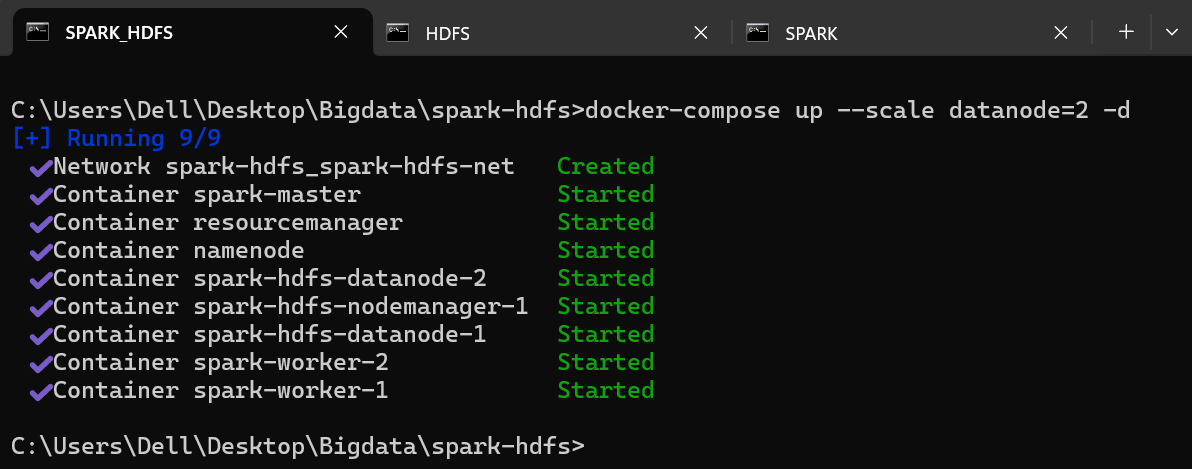 SPARK_HDFS
HDFS
SPARK
C:\Users\Dell\Desktop\Bigdata\spark-hdfs>docker-compose up --scale datanode=2 -d
[+] Running 9/9
✔Network spark-hdfs_spark-hdfs-net Created
✔Container spark-master Started
✔Container resourcemanager Started
✔Container namenode Started
✔Container spark-hdfs-datanode-2 Started
✔Container spark-hdfs-nodemanager-1 Started
✔Container spark-hdfs-datanode-1 Started
✔Container spark-worker-2 Started
✔Container spark-worker-1 Started
C:\Users\Dell\Desktop\Bigdata\spark-hdfs>